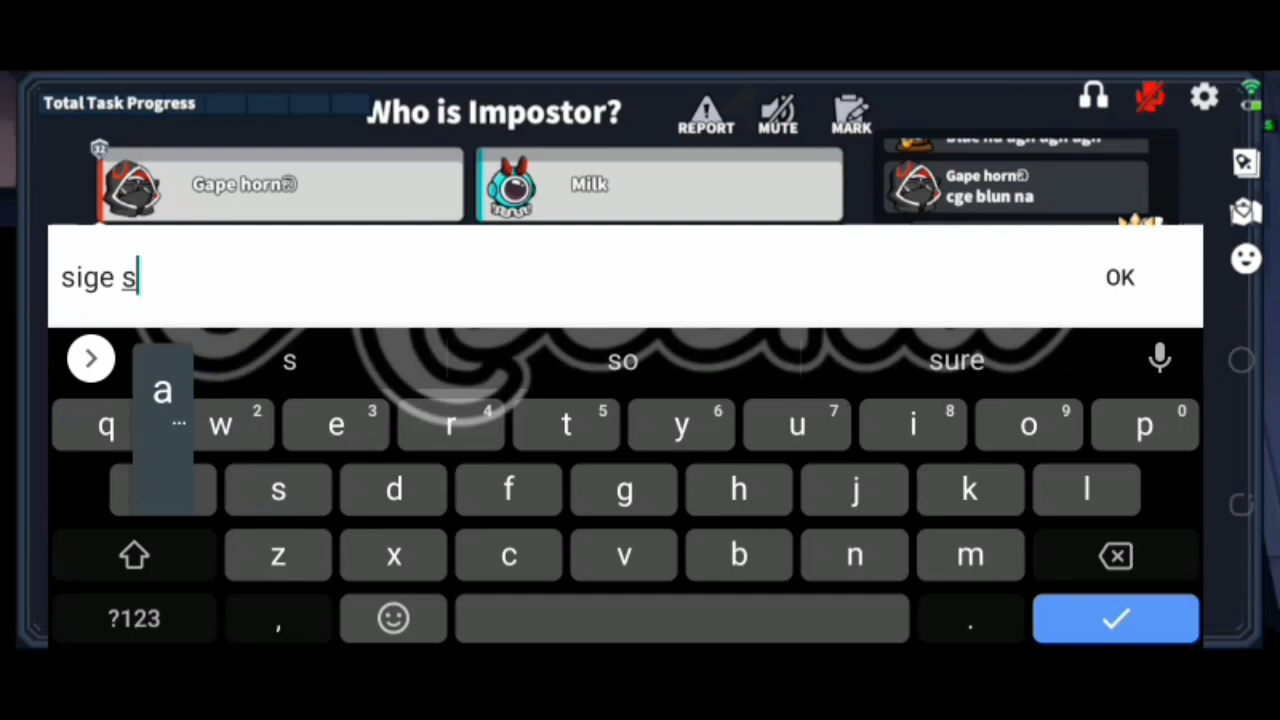 Total Task Progress
Who is Impostor?
REPORT
MUTE
MARK
32
Gape horn
Milk
Gape horn
cge blun na
sige s
OK
s so sure
a
...
q w 2 e 3 r 4 t 5 y 6 u 7 i 8 o 9 p 0
s d f g h j k l
z x c v b n m
?123 , .